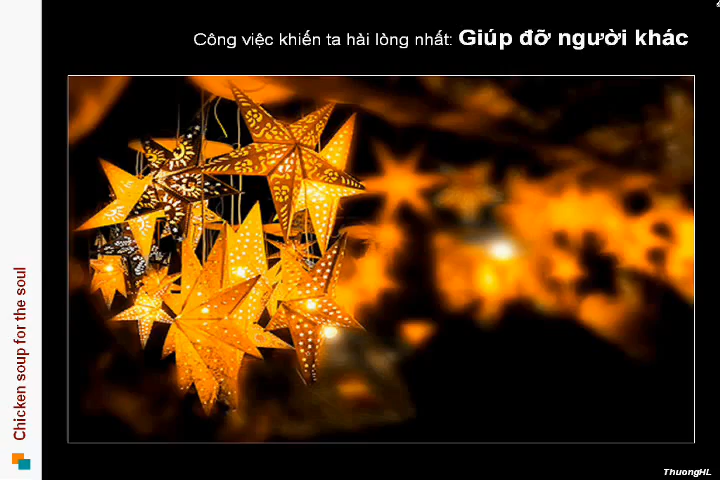 Công việc khiến ta hài lòng nhất: Giúp đỡ người khác
Chicken soup for the soul
ThuongHL